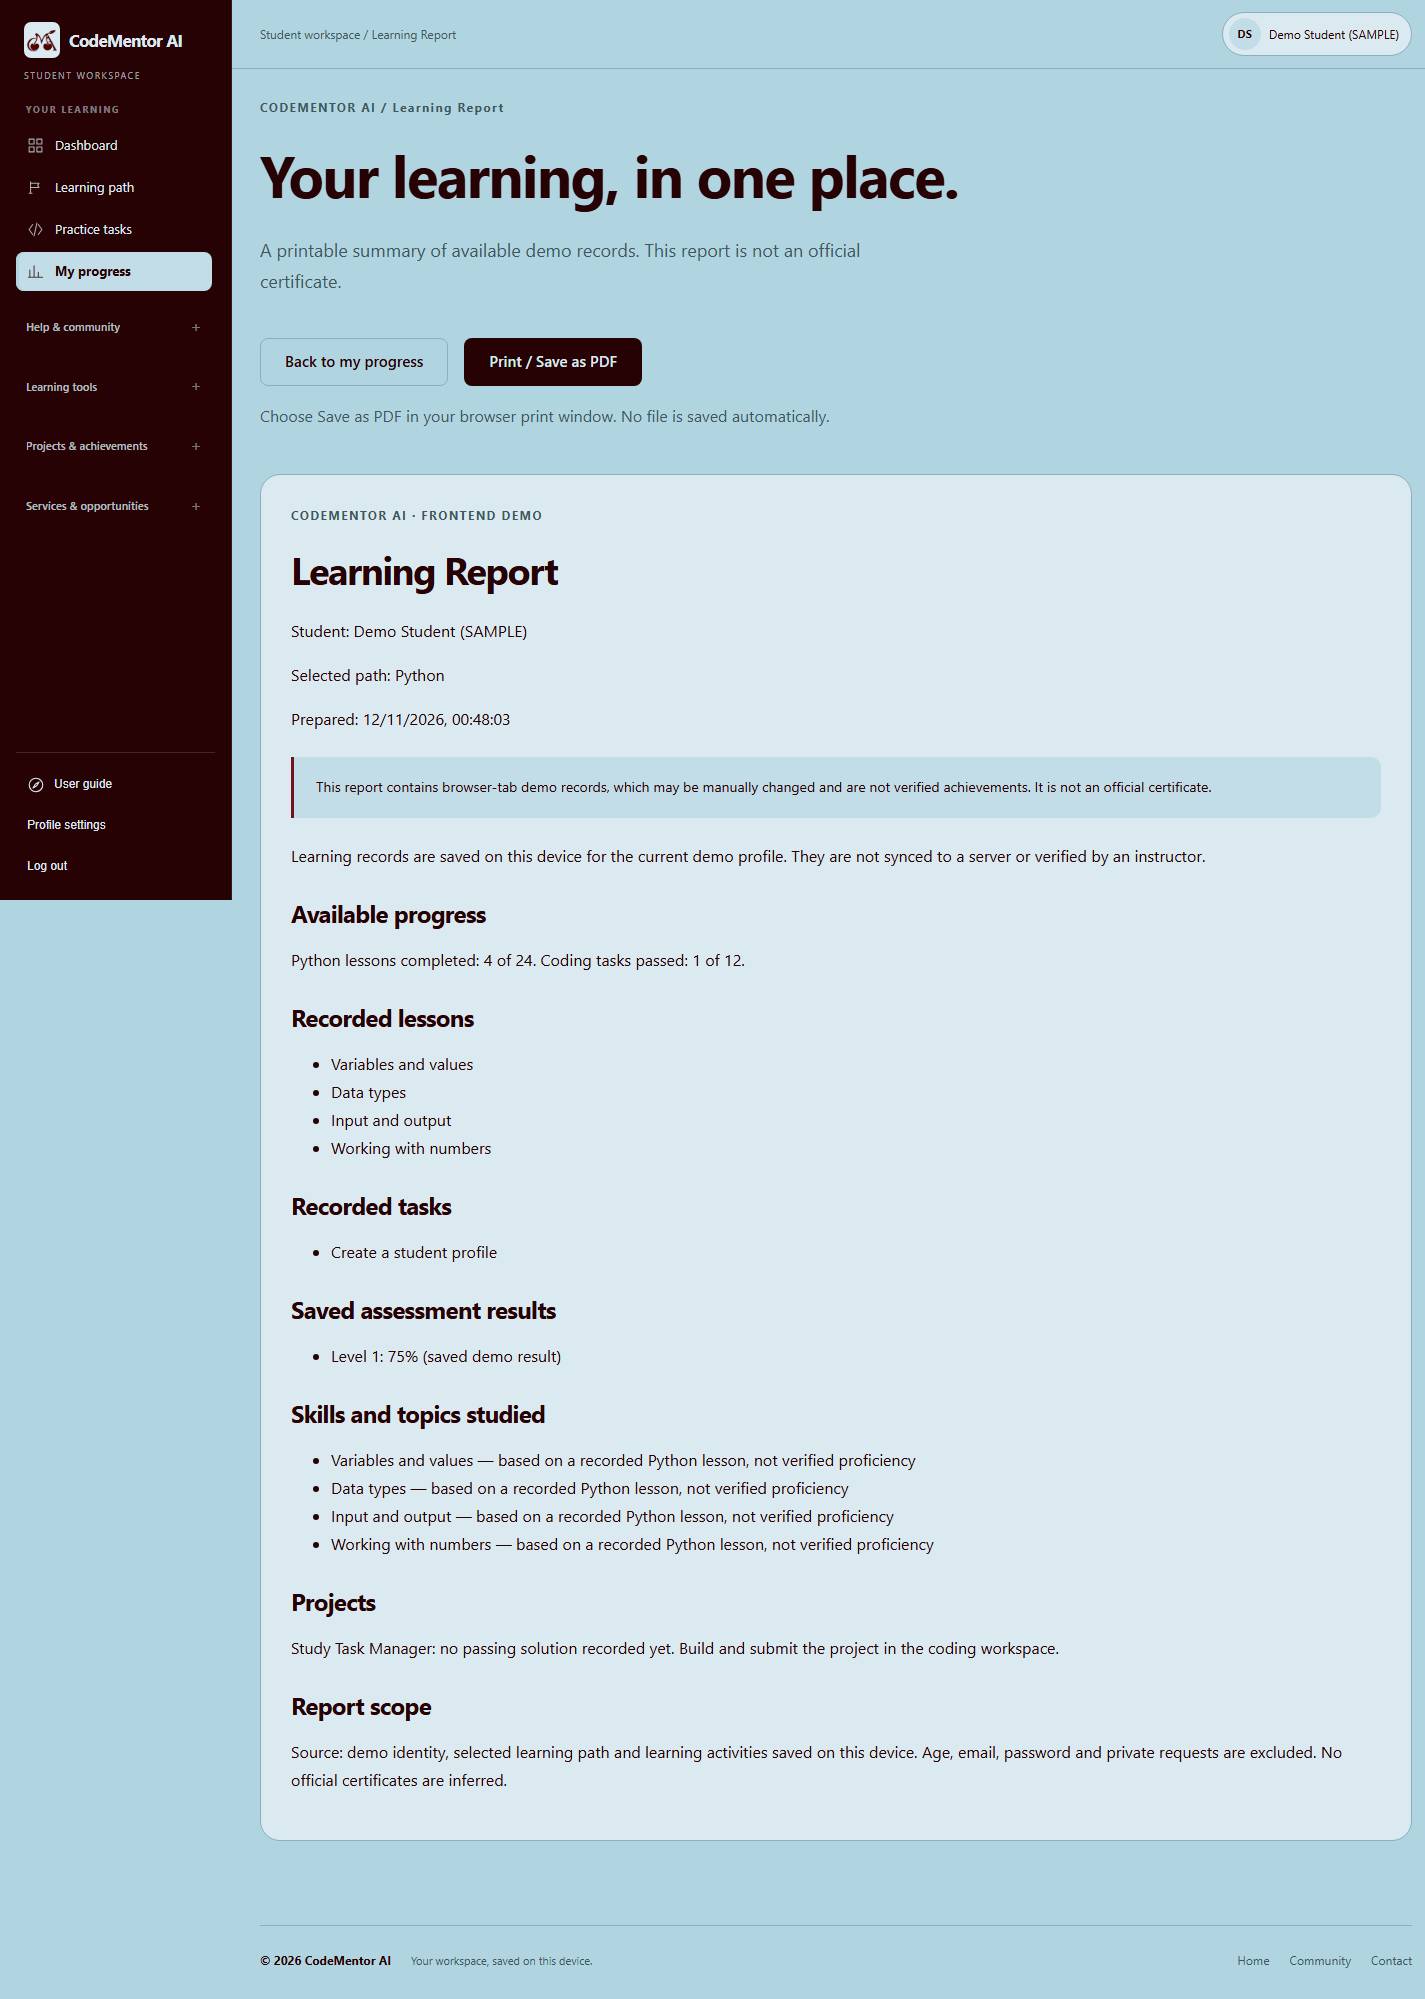 CodeMentor AI
STUDENT WORKSPACE
YOUR LEARNING
Dashboard
Learning path
Practice tasks
My progress
Help & community +
Learning tools +
Projects & achievements +
Services & opportunities +
User guide
Profile settings
Log out
Student workspace / Learning Report
DS Demo Student (SAMPLE)
CODEMENTOR AI / Learning Report
Your learning, in one place.
A printable summary of available demo records. This report is not an official
certificate.
Back to my progress
Print / Save as PDF
Choose Save as PDF in your browser print window. No file is saved automatically.
CODEMENTOR AI · FRONTEND DEMO
Learning Report
Student: Demo Student (SAMPLE)
Selected path: Python
Prepared: 12/11/2026, 00:48:03
This report contains browser-tab demo records, which may be manually changed and are not verified achievements. It is not an official certificate.
Learning records are saved on this device for the current demo profile. They are not synced to a server or verified by an instructor.
Available progress
Python lessons completed: 4 of 24. Coding tasks passed: 1 of 12.
Recorded lessons
• Variables and values
• Data types
• Input and output
• Working with numbers
Recorded tasks
• Create a student profile
Saved assessment results
• Level 1: 75% (saved demo result)
Skills and topics studied
• Variables and values — based on a recorded Python lesson, not verified proficiency
• Data types — based on a recorded Python lesson, not verified proficiency
• Input and output — based on a recorded Python lesson, not verified proficiency
• Working with numbers — based on a recorded Python lesson, not verified proficiency
Projects
Study Task Manager: no passing solution recorded yet. Build and submit the project in the coding workspace.
Report scope
Source: demo identity, selected learning path and learning activities saved on this device. Age, email, password and private requests are excluded. No
official certificates are inferred.
© 2026 CodeMentor AI
Your workspace, saved on this device.
Home
Community
Contact